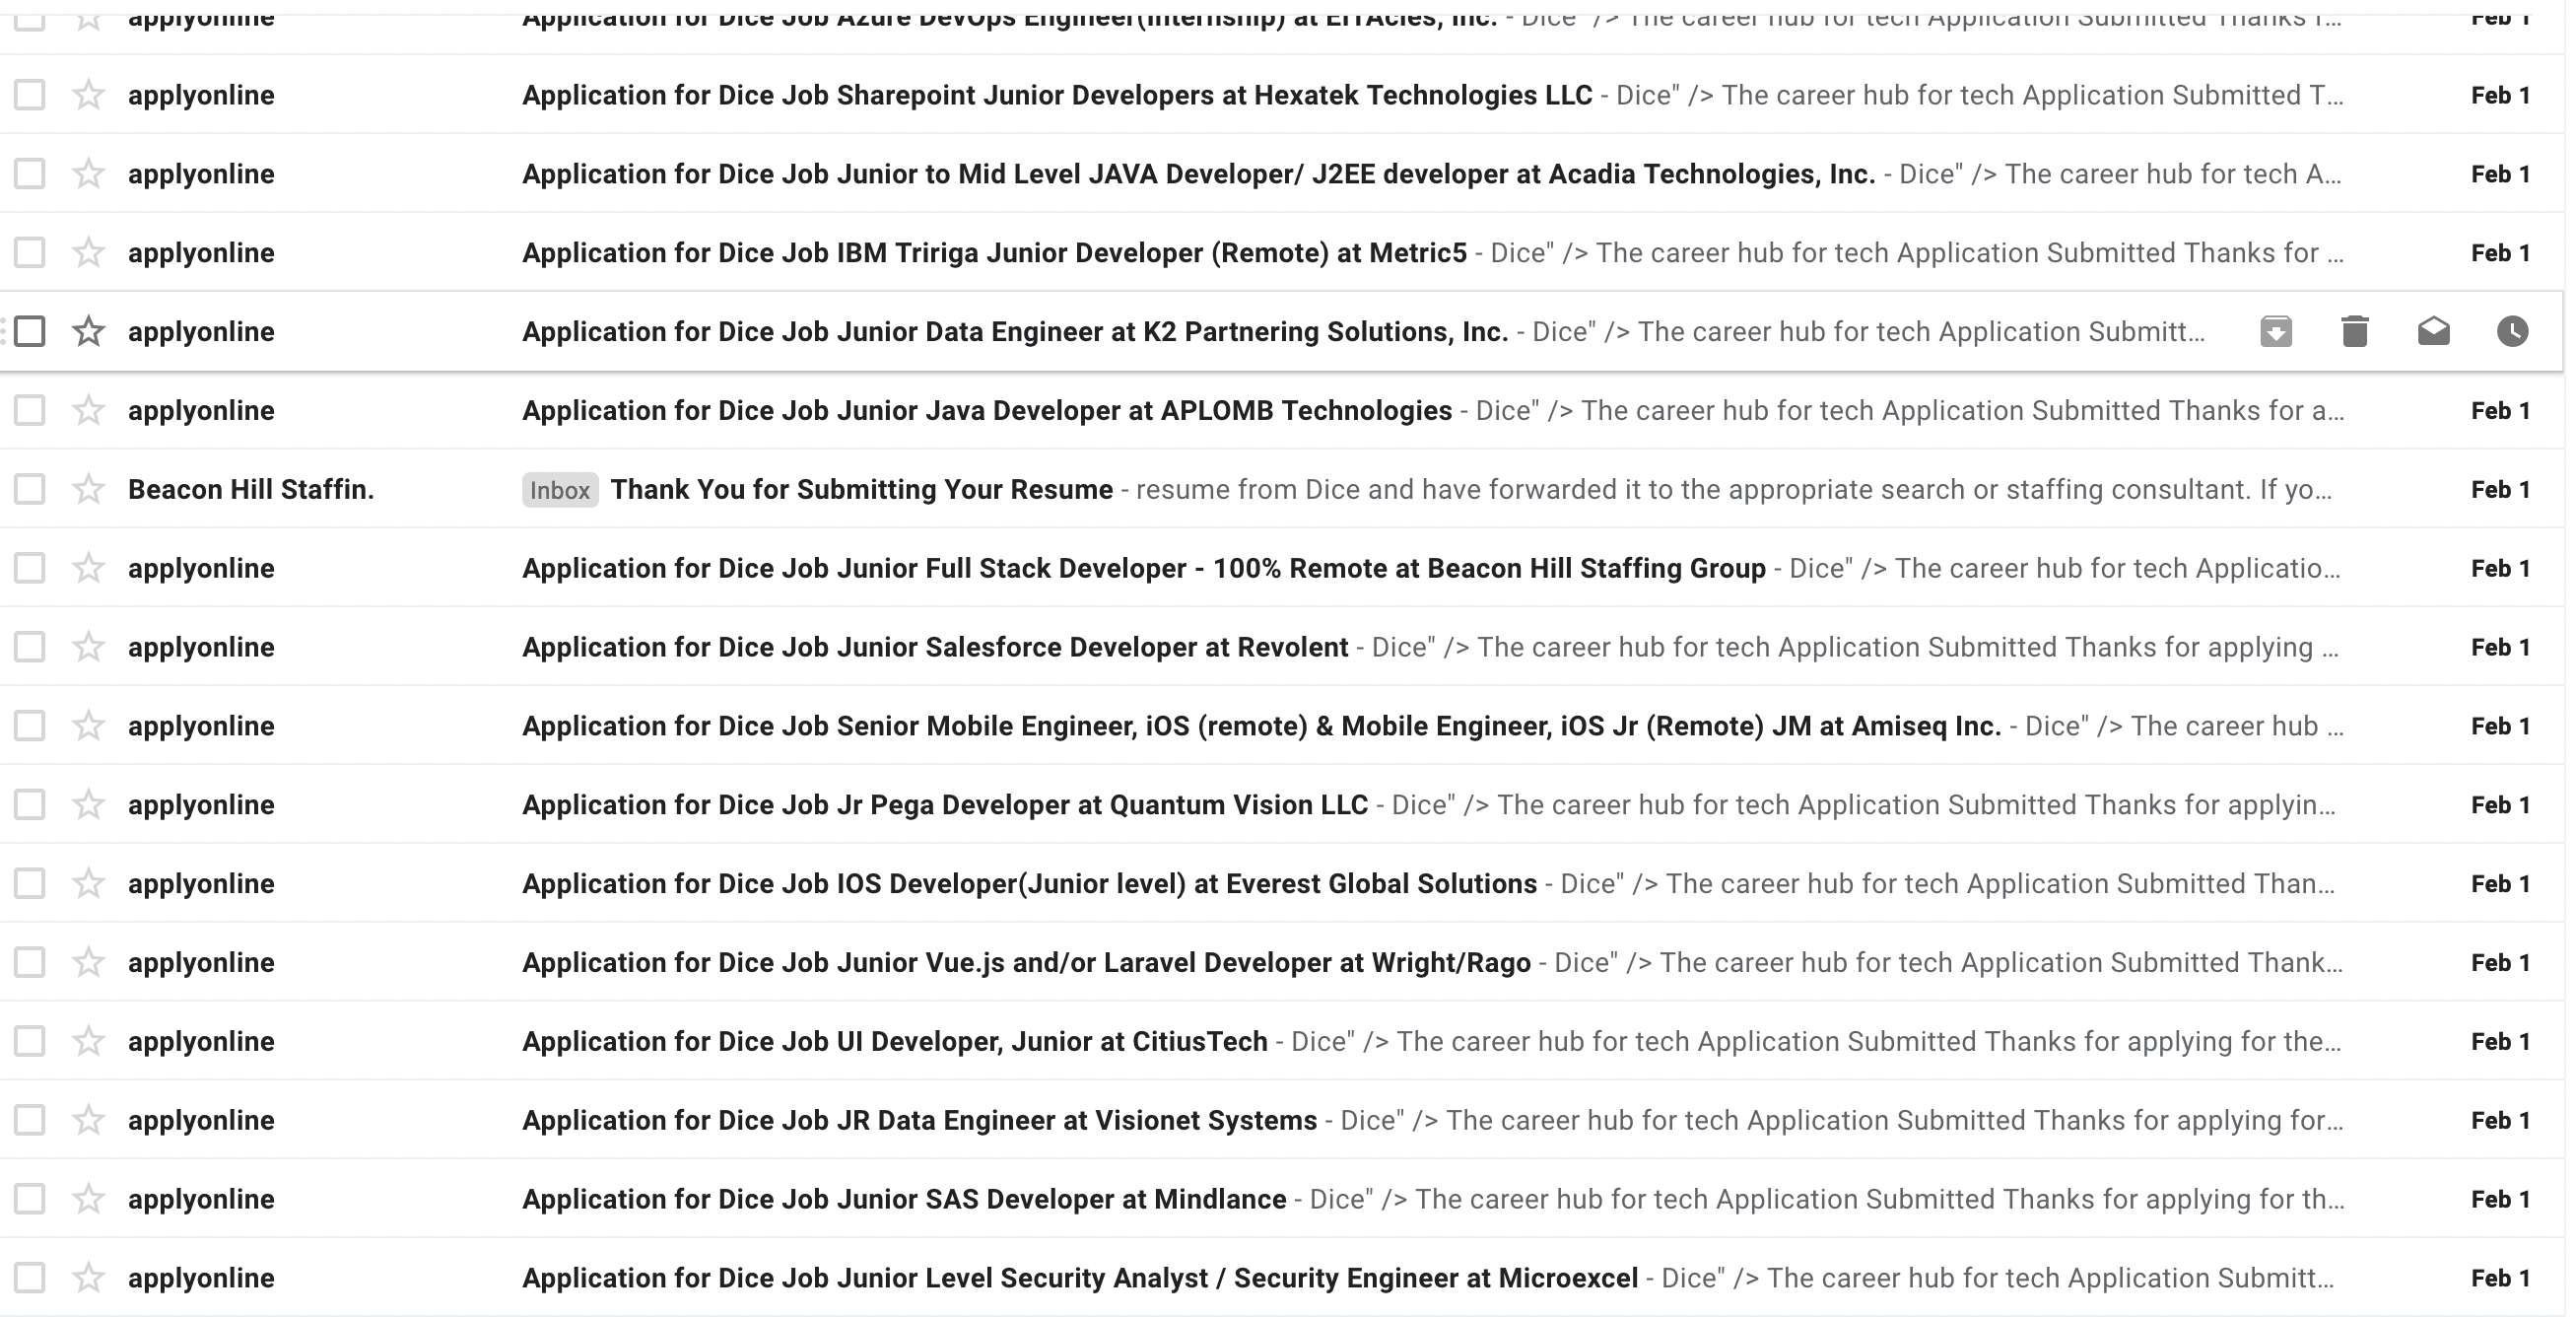 applyonline Application for Dice Job Azure DevOps Engineer(Internship) at Inc. - Dice" /> The career hub for tech Application Submitted Thanks f... Feb 1
applyonline Application for Dice Job Sharepoint Junior Developers at Hexatek Technologies LLC - Dice" /> The career hub for tech Application Submitted T... Feb 1
applyonline Application for Dice Job Junior to Mid Level JAVA Developer/ J2EE developer at Acadia Technologies, Inc. - Dice" /> The career hub for tech A... Feb 1
applyonline Application for Dice Job IBM Tririga Junior Developer (Remote) at Metric5 - Dice" /> The career hub for tech Application Submitted Thanks for ... Feb 1
applyonline Application for Dice Job Junior Data Engineer at K2 Partnering Solutions, Inc. - Dice" /> The career hub for tech Application Submitt...
applyonline Application for Dice Job Junior Java Developer at APLOMB Technologies - Dice" /> The career hub for tech Application Submitted Thanks for a... Feb 1
Beacon Hill Staffin. Inbox Thank You for Submitting Your Resume - resume from Dice and have forwarded it to the appropriate search or staffing consultant. If yo... Feb 1
applyonline Application for Dice Job Junior Full Stack Developer - 100% Remote at Beacon Hill Staffing Group - Dice" /> The career hub for tech Applicatio... Feb 1
applyonline Application for Dice Job Junior Salesforce Developer at Revolent - Dice" /> The career hub for tech Application Submitted Thanks for applying ... Feb 1
applyonline Application for Dice Job Senior Mobile Engineer, iOS (remote) & Mobile Engineer, iOS Jr (Remote) JM at Amiseq Inc. - Dice" /> The career hub ... Feb 1
applyonline Application for Dice Job Jr Pega Developer at Quantum Vision LLC - Dice" /> The career hub for tech Application Submitted Thanks for applyin... Feb 1
applyonline Application for Dice Job IOS Developer(Junior level) at Everest Global Solutions - Dice" /> The career hub for tech Application Submitted Than... Feb 1
applyonline Application for Dice Job Junior Vue.js and/or Laravel Developer at Wright/Rago - Dice" /> The career hub for tech Application Submitted Thank... Feb 1
applyonline Application for Dice Job UI Developer, Junior at CitiusTech - Dice" /> The career hub for tech Application Submitted Thanks for applying for the... Feb 1
applyonline Application for Dice Job JR Data Engineer at Visionet Systems - Dice" /> The career hub for tech Application Submitted Thanks for applying for... Feb 1
applyonline Application for Dice Job Junior SAS Developer at Mindlance - Dice" /> The career hub for tech Application Submitted Thanks for applying for th... Feb 1
applyonline Application for Dice Job Junior Level Security Analyst / Security Engineer at Microexcel - Dice" /> The career hub for tech Application Submitt... Feb 1